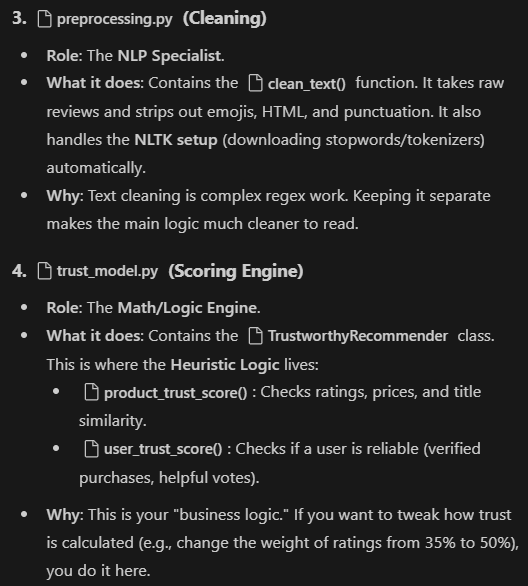 3. preprocessing.py (Cleaning)
• Role: The NLP Specialist.
• What it does: Contains the clean_text() function. It takes raw
reviews and strips out emojis, HTML, and punctuation. It also
handles the NLTK setup (downloading stopwords/tokenizers)
automatically.
• Why: Text cleaning is complex regex work. Keeping it separate
makes the main logic much cleaner to read.
4. trust_model.py (Scoring Engine)
• Role: The Math/Logic Engine.
• What it does: Contains the TrustworthyRecommender class.
This is where the Heuristic Logic lives:
• product_trust_score() : Checks ratings, prices, and title
similarity.
• user_trust_score() : Checks if a user is reliable (verified
purchases, helpful votes).
• Why: This is your "business logic." If you want to tweak how trust
is calculated (e.g., change the weight of ratings from 35% to 50%),
you do it here.